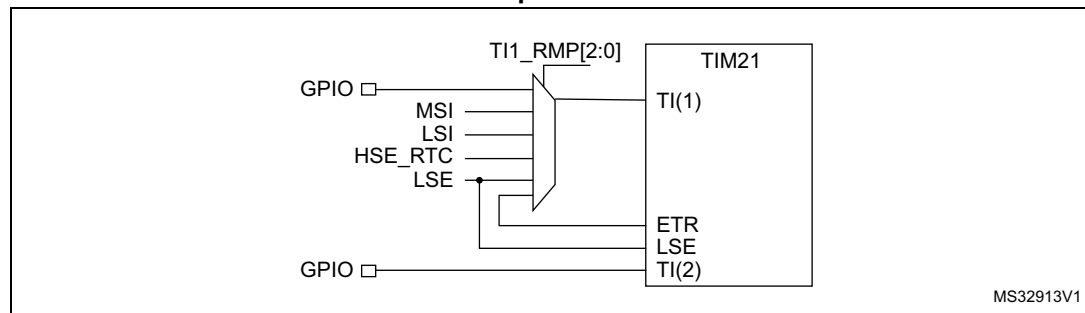 TI1_RMP[2:0]
TIM21
GPIO
TI(1)
MSI
LSI
HSE_RTC
LSE
ETR
LSE
GPIO
TI(2)
MS32913V1